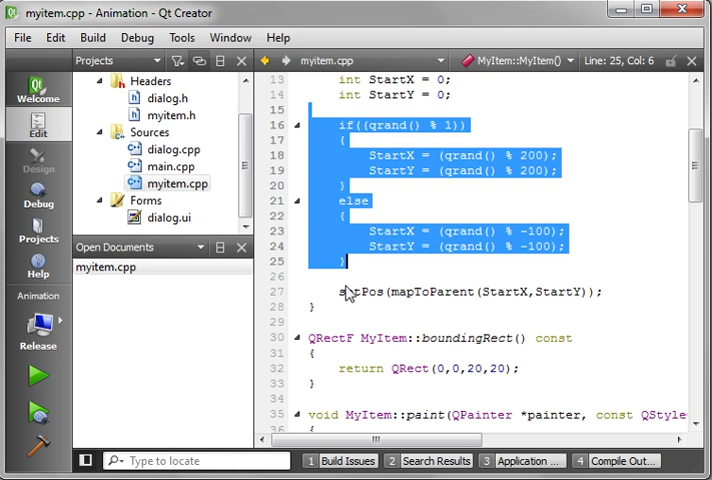 myitem.cpp - Animation - Qt Creator
File Edit Build Debug Tools Window Help
Projects myitem.cpp MyItem::MyItem() Line: 25, Col: 6
Qt
Welcome
Edit
Design
Debug
Projects
Help
Animation
Release
Headers
dialog.h
myitem.h
Sources
dialog.cpp
main.cpp
myitem.cpp
Forms
dialog.ui
Open Documents
myitem.cpp
13 int StartX = 0;
14 int StartY = 0;
15
16 if((qrand() % 1))
17 {
18 StartX = (qrand() % 200);
19 StartY = (qrand() % 200);
20 }
21 else
22 {
23 StartX = (qrand() % -100);
24 StartY = (qrand() % -100);
25 }
26
27 setPos(mapToParent(StartX,StartY));
28 }
29
30 QRectF MyItem::boundingRect() const
31 {
32 return QRect(0,0,20,20);
33 }
34
35 void MyItem::paint(QPainter *painter, const QStyle
36 {
Type to locate 1 Build Issues 2 Search Results 3 Application ... 4 Compile Out...